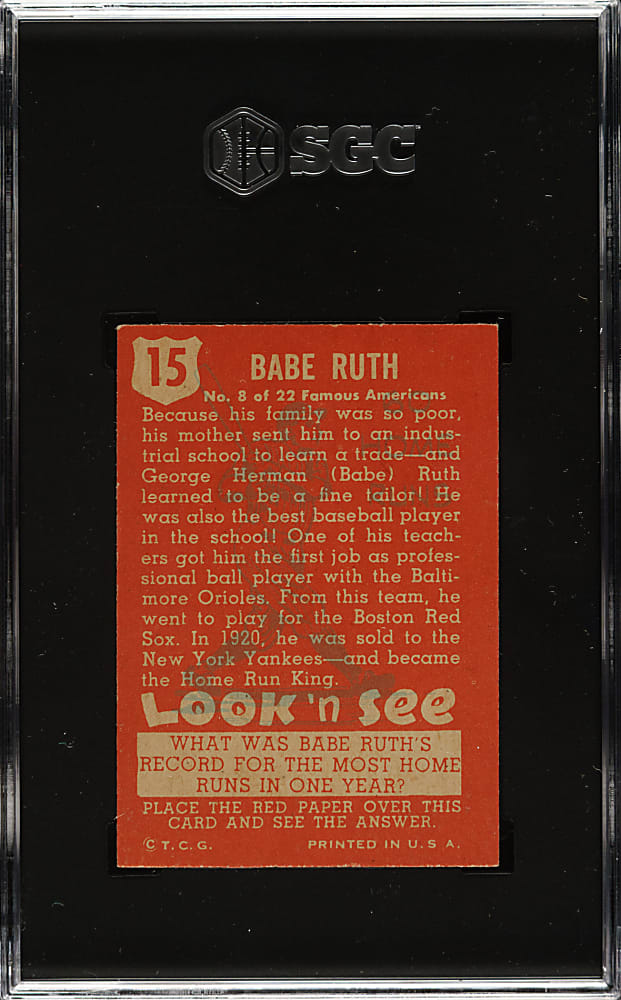 SGC
15
BABE RUTH
No. 8 of 22 Famous Americans
Because his family was so poor,
his mother sent him to an indus-
trial school to learn a trade—and
George Herman (Babe) Ruth
learned to be a fine tailor! He
was also the best baseball player
in the school! One of his teach-
ers got him the first job as profes-
sional ball player with the Balti-
more Orioles. From this team, he
went to play for the Boston Red
Sox. In 1920, he was sold to the
New York Yankees—and became
the Home Run King.
LOOK 'n See
WHAT WAS BABE RUTH'S
RECORD FOR THE MOST HOME
RUNS IN ONE YEAR?
PLACE THE RED PAPER OVER THIS
CARD AND SEE THE ANSWER.
© T. C. G. PRINTED IN U. S. A.